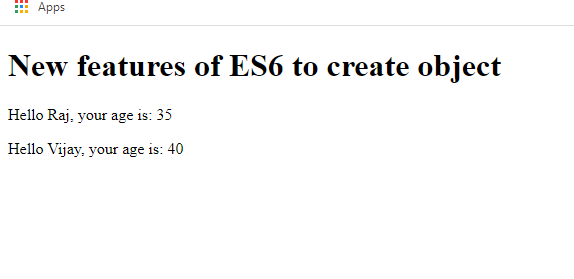 Apps
New features of ES6 to create object
Hello Raj, your age is: 35
Hello Vijay, your age is: 40